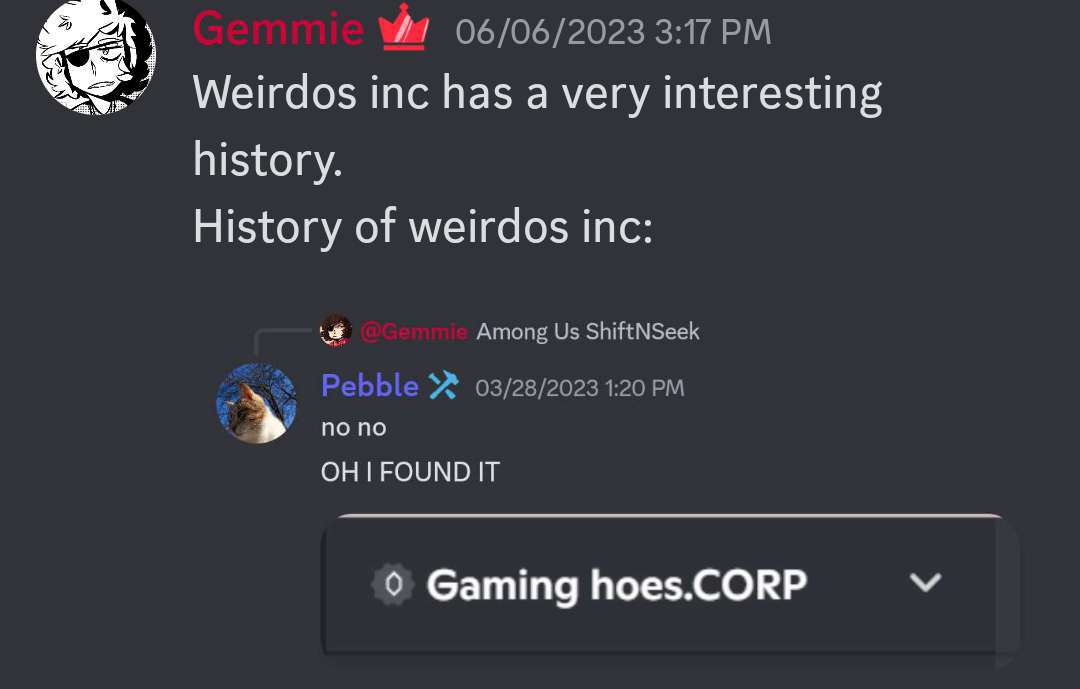 Gemmie 06/06/2023 3:17 PM
Weirdos inc has a very interesting
history.
History of weirdos inc:
@Gemmie Among Us ShiftNSeek
Pebble 03/28/2023 1:20 PM
no no
OH I FOUND IT
Gaming hoes.CORP